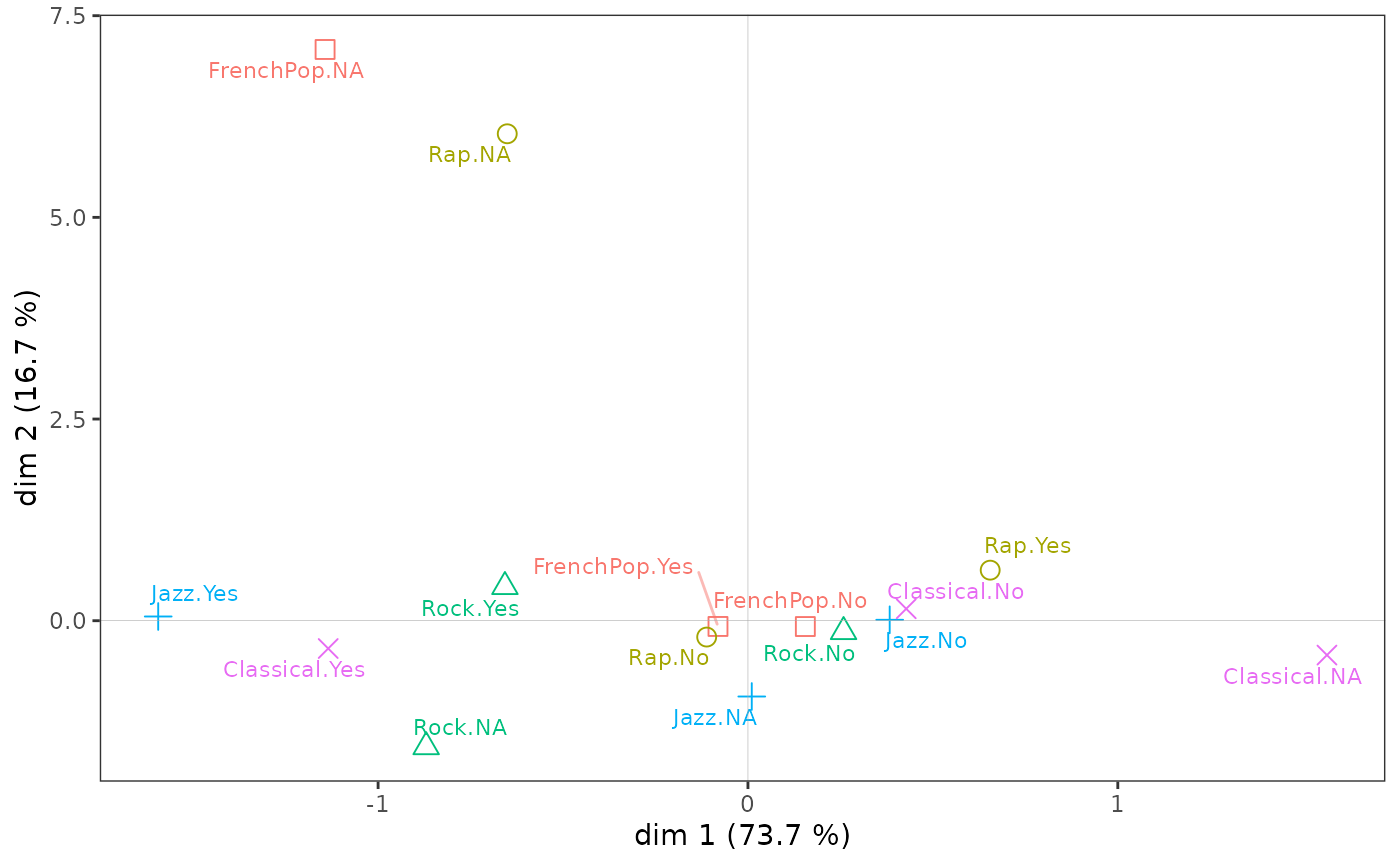 7.5
FrenchPop.NA
Rap.NA
5.0
dim 2 (16.7 %)
2.5
Rap.Yes
FrenchPop.Yes
Jazz.Yes
Classical.No
FrenchPop.No
Rock.Yes
0.0
Jazz.No
Rock.No
Rap.No
Classical.Yes
Classical.NA
Jazz.NA
Rock.NA
-1
0
1
dim 1 (73.7 %)